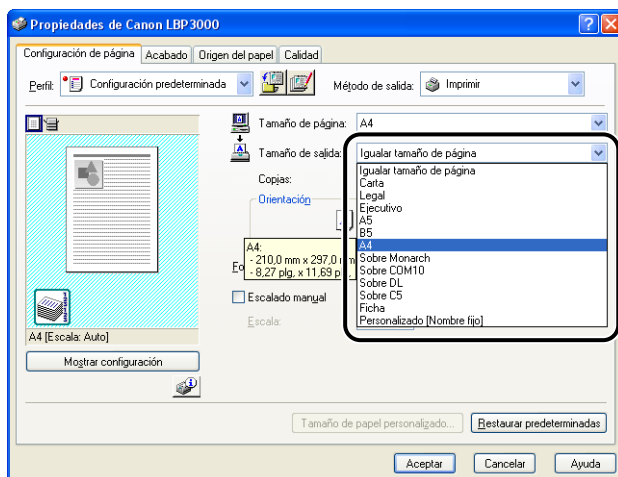 Propiedades de Canon LBP3000
Configuración de página Acabado Origen del papel Calidad
Perfil: Configuración predeterminada Método de salida: Imprimir
Tamaño de página: A4
Tamaño de salida: Igualar tamaño de página
Igualar tamaño de página
Carta
Legal
Ejecutivo
A5
B5
A4
Sobre Monarch
Sobre COM10
Sobre DL
Sobre C5
Ficha
Personalizado [Nombre fijo]
Copias:
Orientación
A4:
- 210,0 mm x 297,0
- 8,27 plg, x 11,69
Escalado manual
Escala:
A4 [Escala: Auto]
Mostrar configuración
Tamaño de papel personalizado... Restaurar predeterminadas
Aceptar Cancelar Ayuda